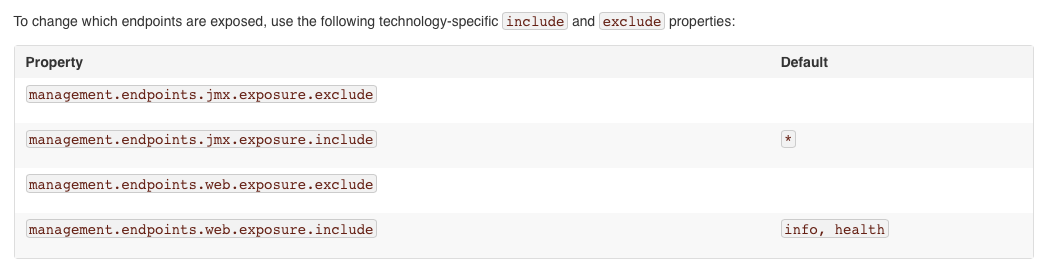 To change which endpoints are exposed, use the following technology-specific include and exclude properties:
Property Default
management.endpoints.jmx.exposure.exclude
management.endpoints.jmx.exposure.include *
management.endpoints.web.exposure.exclude
management.endpoints.web.exposure.include info, health